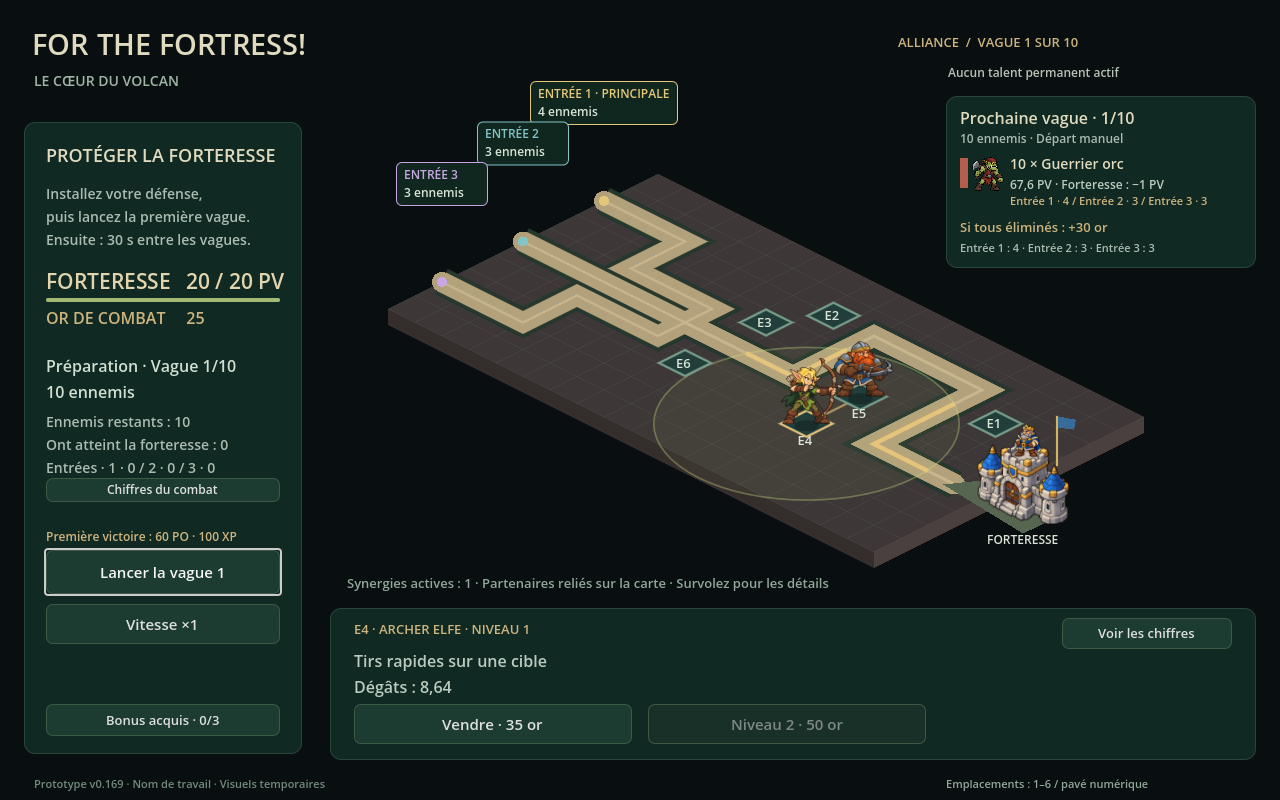 FOR THE FORTRESS!
LE CŒUR DU VOLCAN
ALLIANCE / VAGUE 1 SUR 10
Aucun talent permanent actif
ENTRÉE 1 · PRINCIPALE
4 ennemis
ENTRÉE 2
3 ennemis
ENTRÉE 3
3 ennemis
Prochaine vague · 1/10
10 ennemis · Départ manuel
10 × Guerrier orc
67,6 PV · Forteresse : −1 PV
Entrée 1 · 4 / Entrée 2 · 3 / Entrée 3 · 3
Si tous éliminés : +30 or
Entrée 1 : 4 · Entrée 2 : 3 · Entrée 3 : 3
PROTÉGER LA FORTERESSE
Installez votre défense,
puis lancez la première vague.
Ensuite : 30 s entre les vagues.
FORTERESSE 20 / 20 PV
OR DE COMBAT 25
Préparation · Vague 1/10
10 ennemis
Ennemis restants : 10
Ont atteint la forteresse : 0
Entrées · 1 · 0 / 2 · 0 / 3 · 0
Chiffres du combat
Première victoire : 60 PO · 100 XP
Lancer la vague 1
Vitesse ×1
Bonus acquis · 0/3
E3
E2
E6
E5
E4
E1
FORTERESSE
Synergies actives : 1 · Partenaires reliés sur la carte · Survolez pour les détails
E4 · ARCHER ELFE · NIVEAU 1
Voir les chiffres
Tirs rapides sur une cible
Dégâts : 8,64
Vendre · 35 or
Niveau 2 · 50 or
Prototype v0.169 · Nom de travail · Visuels temporaires
Emplacements : 1–6 / pavé numérique